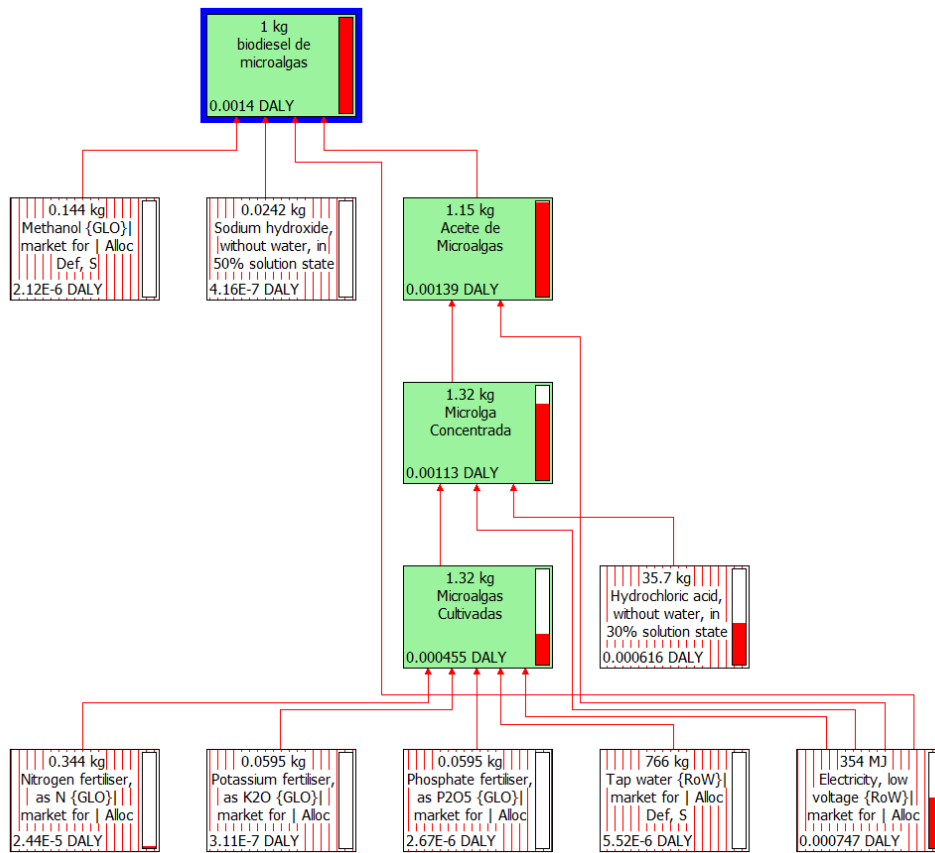 1 kg
biodiesel de
microalgas
0.0014 DALY
0.144 kg
Methanol {GLO}|
market for | Alloc
Def, S
2.12E-6 DALY
0.0242 kg
Sodium hydroxide,
without water, in
50% solution state
4.16E-7 DALY
1.15 kg
Aceite de
Microalgas
0.00139 DALY
1.32 kg
Microlga
Concentrada
0.00113 DALY
1.32 kg
Microalgas
Cultivadas
0.000455 DALY
35.7 kg
Hydrochloric acid,
without water, in
30% solution state
0.000616 DALY
0.344 kg
Nitrogen fertiliser,
as N {GLO}|
market for | Alloc
2.44E-5 DALY
0.0595 kg
Potassium fertiliser,
as K2O {GLO}|
market for | Alloc
3.11E-7 DALY
0.0595 kg
Phosphate fertiliser,
as P2O5 {GLO}|
market for | Alloc
2.67E-6 DALY
766 kg
Tap water {RoW}|
market for | Alloc
Def, S
5.52E-6 DALY
354 MJ
Electricity, low
voltage {RoW}|
market for | Alloc
0.000747 DALY